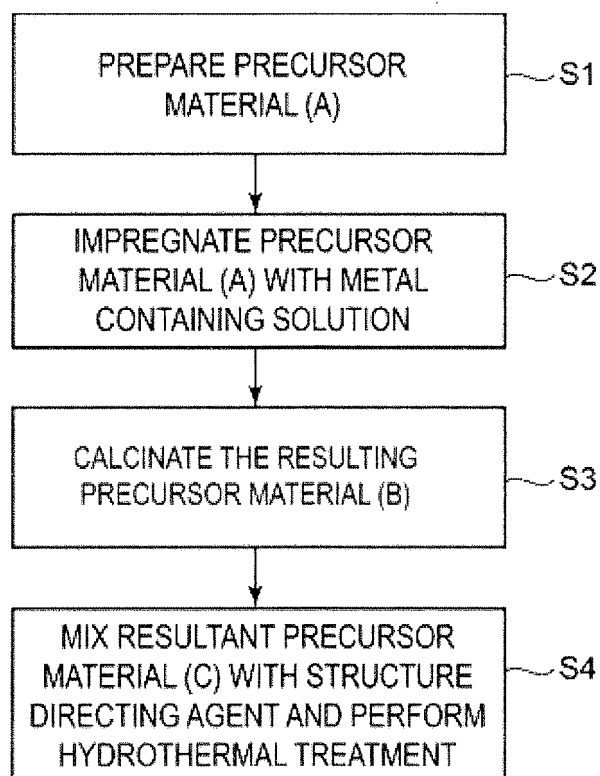 PREPARE PRECURSOR
MATERIAL (A)
S1
IMPREGNATE PRECURSOR
MATERIAL (A) WITH METAL
CONTAINING SOLUTION
S2
CALCINATE THE RESULTING
PRECURSOR MATERIAL (B)
S3
MIX RESULTANT PRECURSOR
MATERIAL (C) WITH STRUCTURE
DIRECTING AGENT AND PERFORM
HYDROTHERMAL TREATMENT
S4